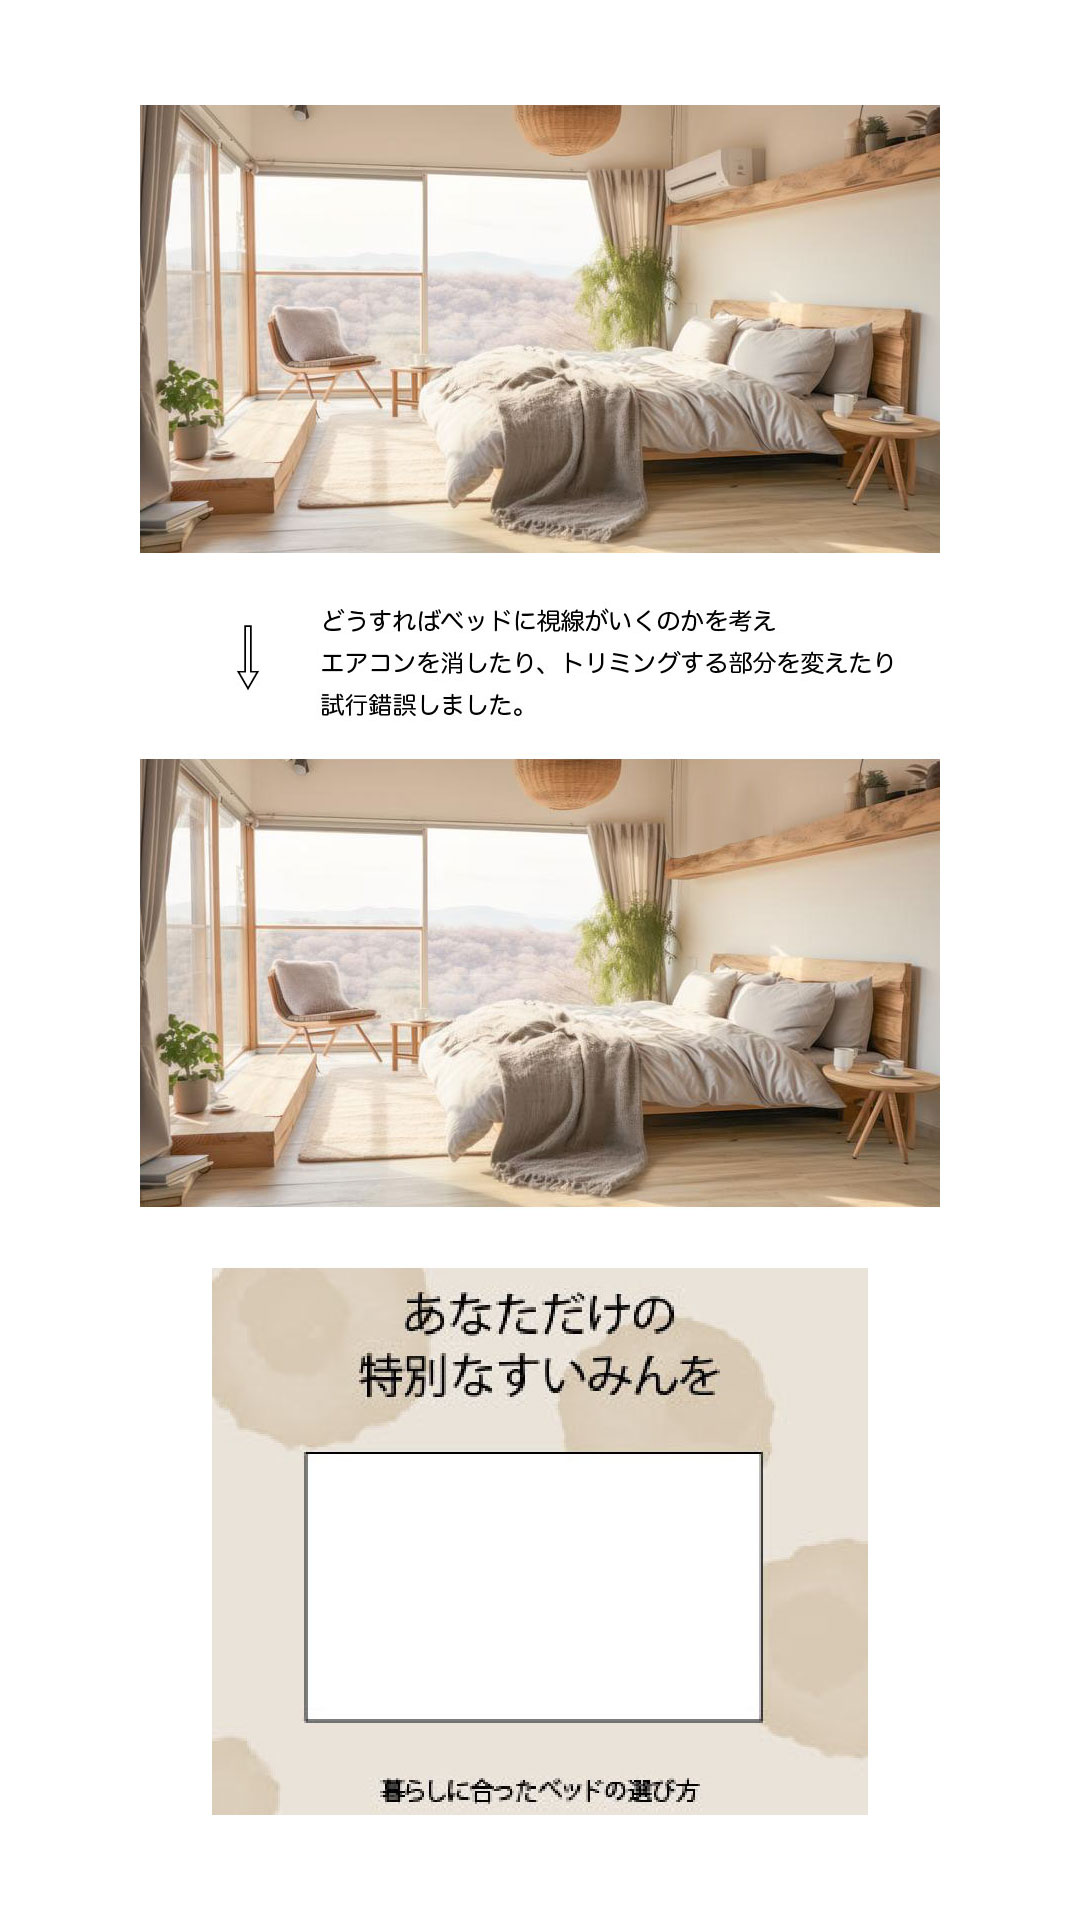 どうすればベッドに視線がいくのかを考え
エアコンを消したり、トリミングする部分を変えたり
試行錯誤しました。
あなただけの
特別なすいみんを
暮らしに合ったベッドの選び方